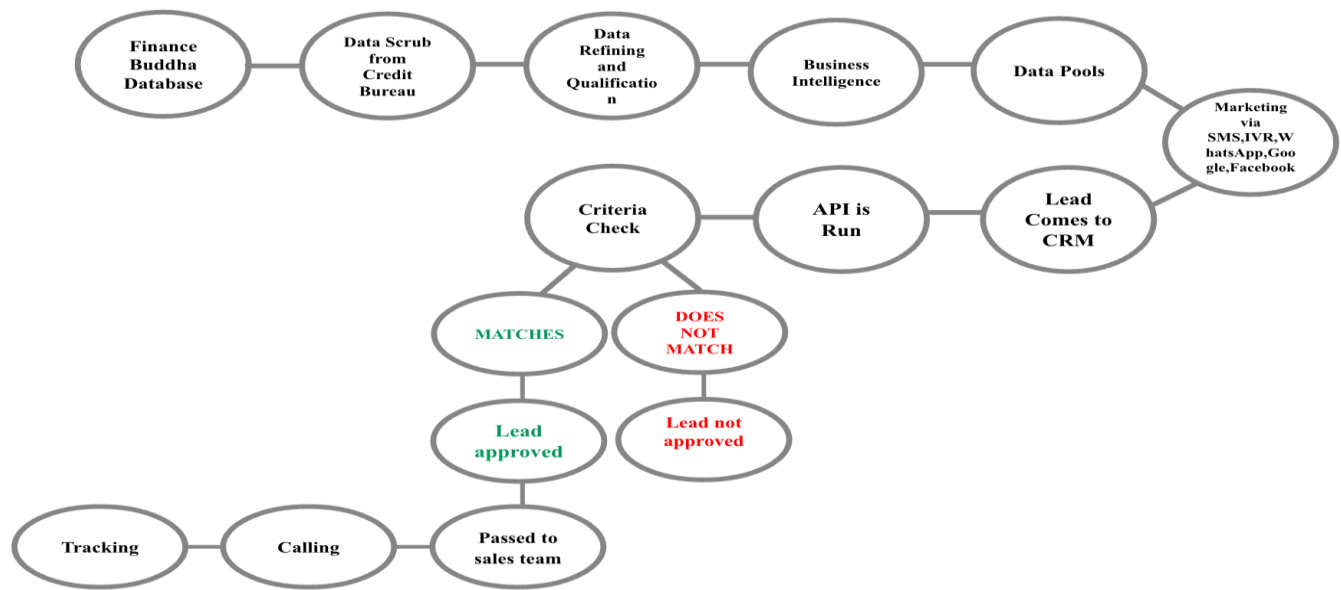 Finance
Buddha
Database
Data Scrub
from
Credit
Bureau
Data
Refining
and
Qualificatio
n
Business
Intelligence
Data Pools
Marketing
via
SMS,IVR,W
hatsApp,Goo
gle,Facebook
Lead
Comes to
CRM
API is
Run
Criteria
Check
MATCHES
DOES
NOT
MATCH
Lead
approved
Lead not
approved
Passed to
sales team
Calling
Tracking